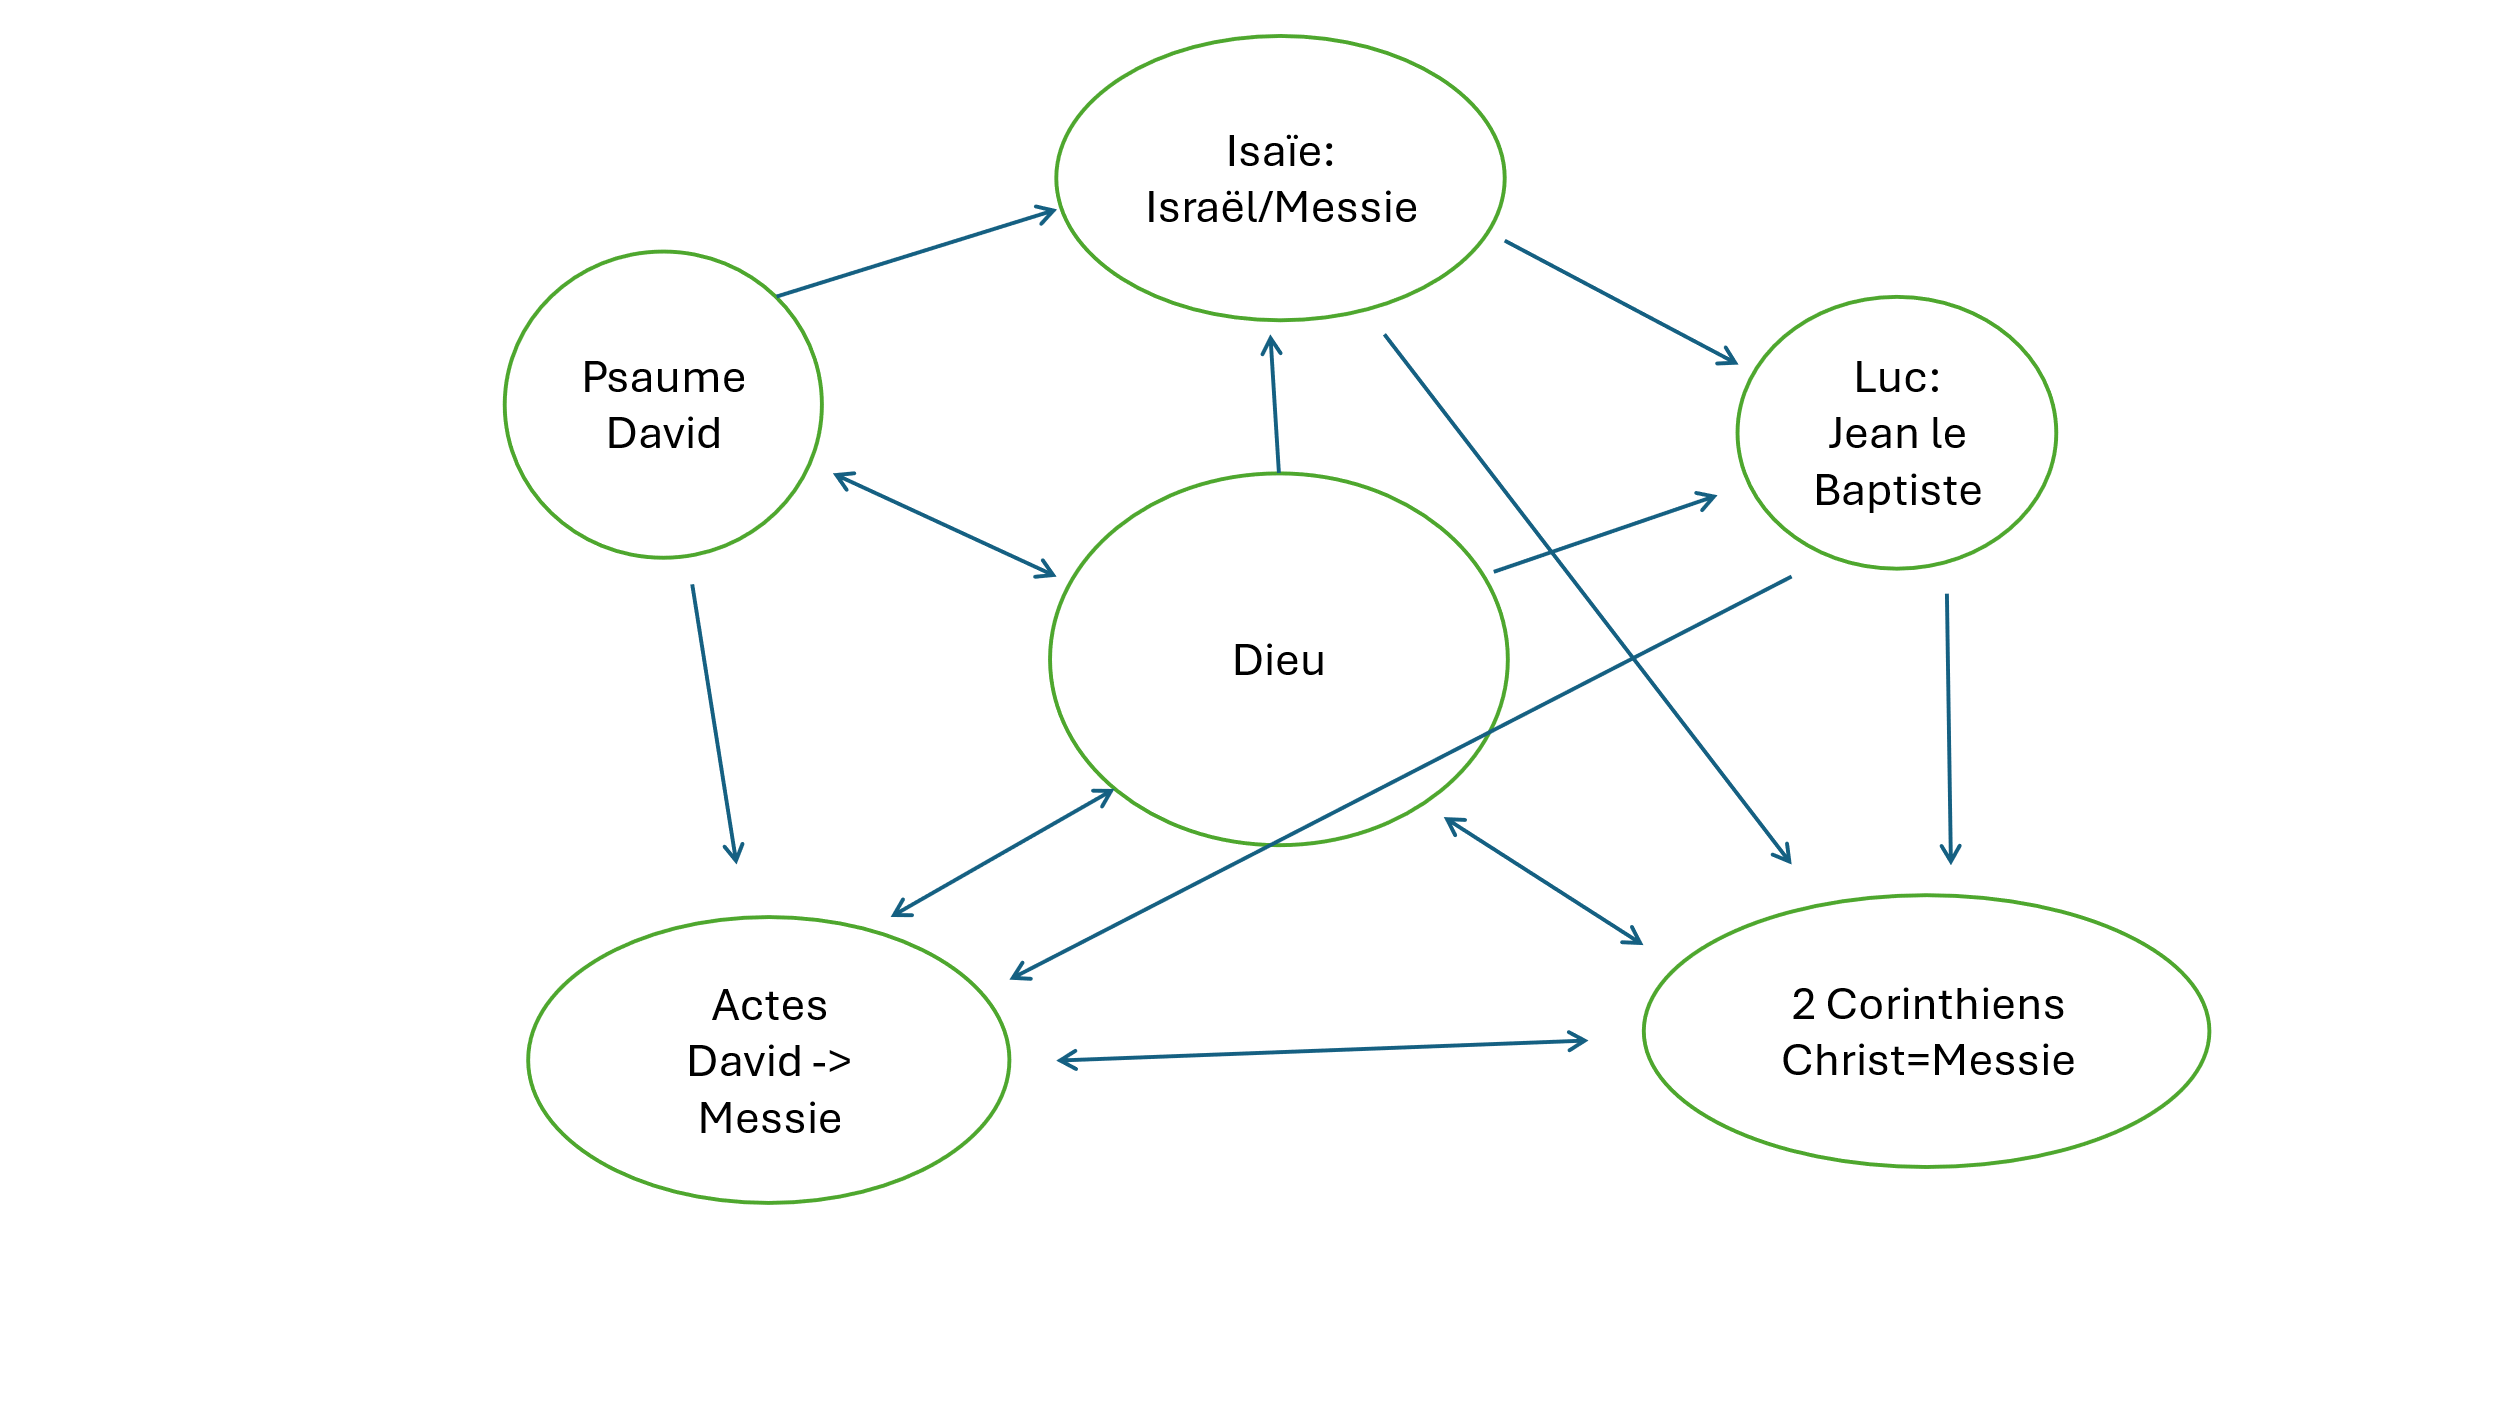 Isaïe:
Israël/Messie
Psaume
David
Luc:
Jean le
Baptiste
Dieu
Actes
David ->
Messie
2 Corinthiens
Christ=Messie